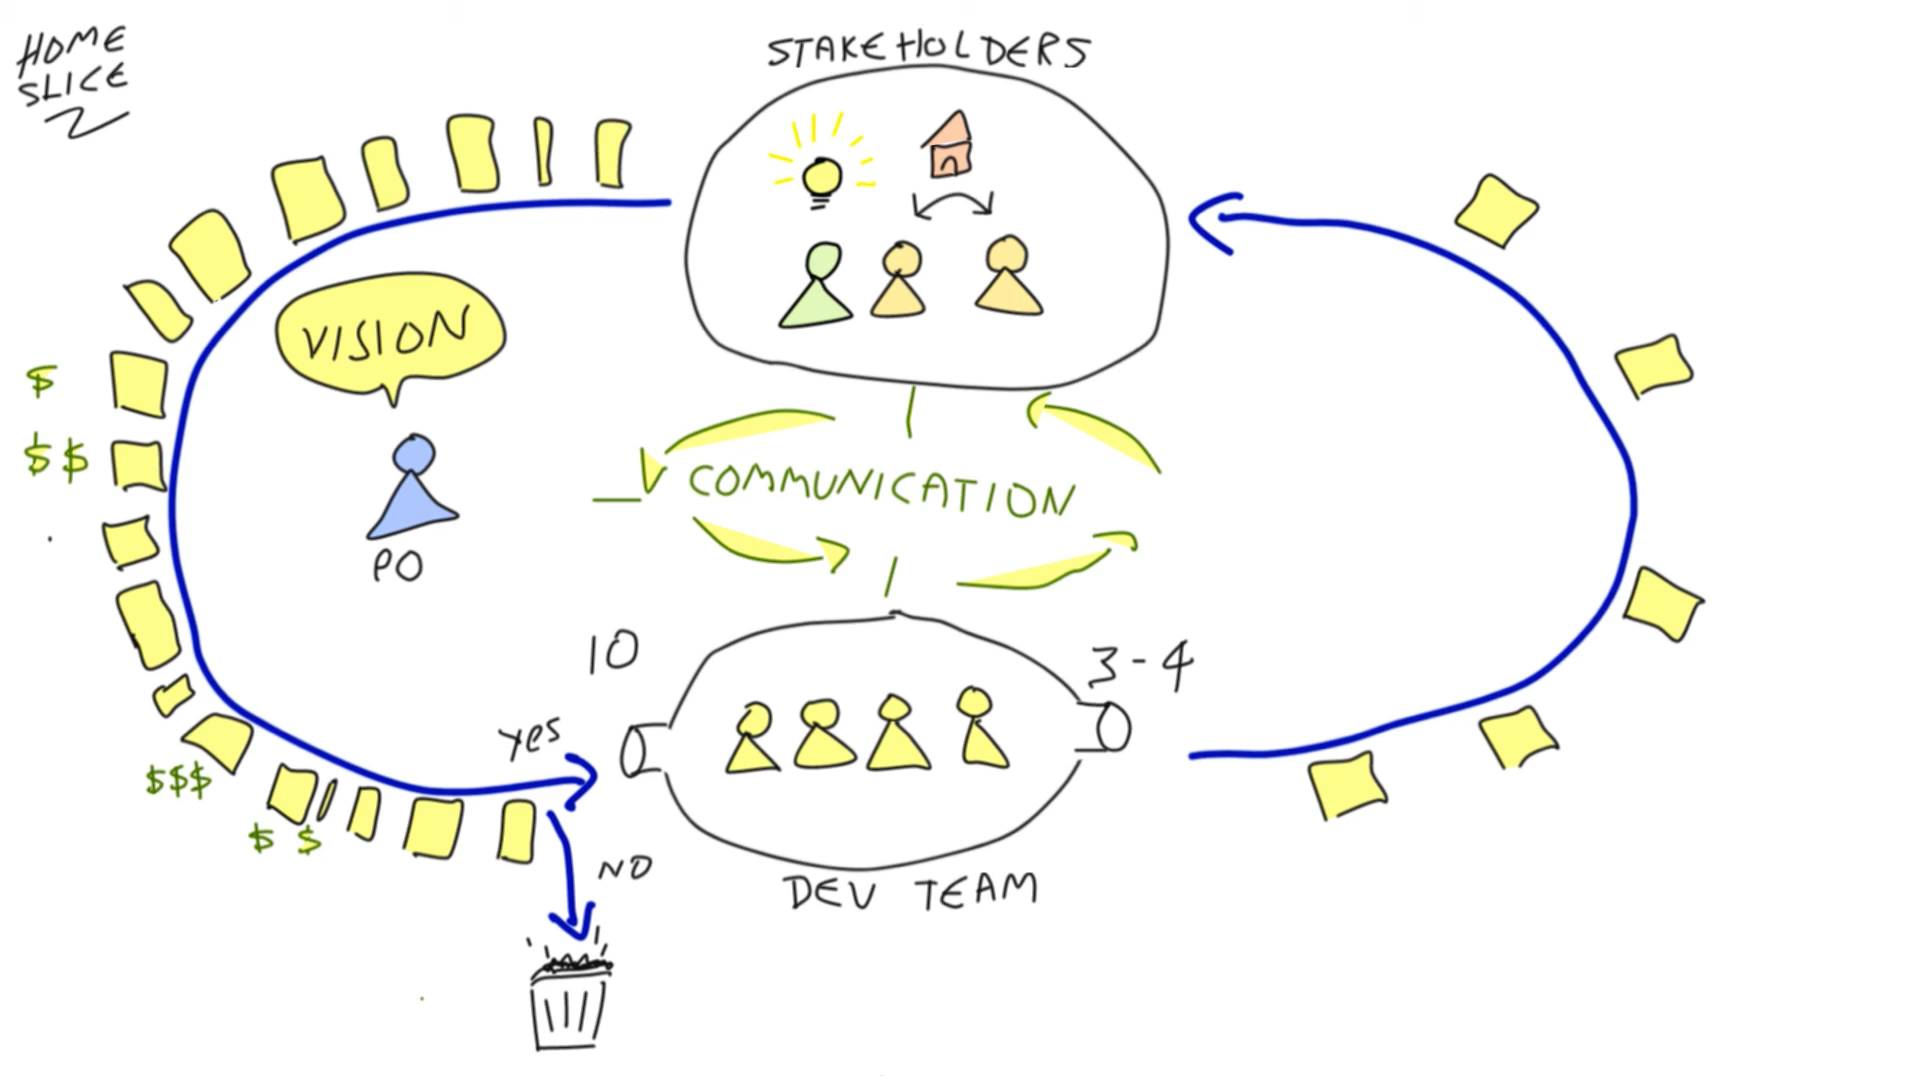 HOME
SLICE
STAKEHOLDERS
VISION
$
$$
COMMUNICATION
PO
10
3-4
yes
$$$
$ $
NO
DEV TEAM